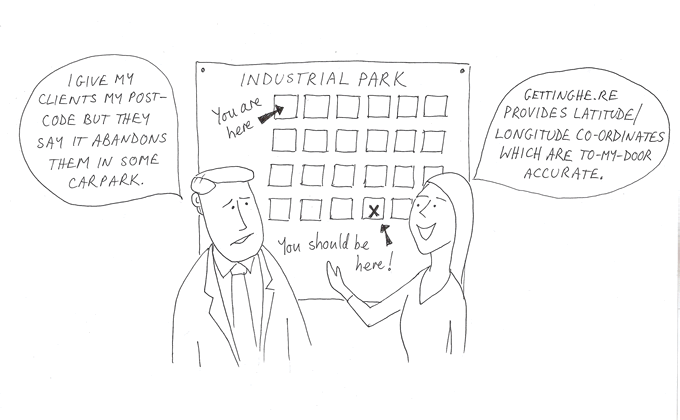 I GIVE MY
CLIENTS MY POST-
CODE BUT THEY
SAY IT ABANDONS
THEM IN SOME
CARPARK.
INDUSTRIAL PARK
You are
here
X
You should be
here!
GETTINGHE.RE
PROVIDES LATITUDE/
LONGITUDE CO-ORDINATES
WHICH ARE TO-MY-DOOR
ACCURATE.